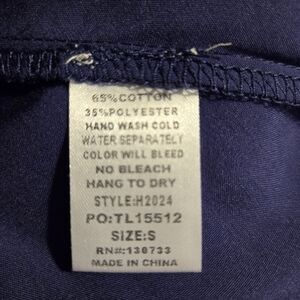 65%COTTON
35%POLYESTER
HAND WASH COLD
WATER SEPARATELY
COLOR WILL BLEED
NO BLEACH
HANG TO DRY
STYLE:H2024
PO:TL15512
SIZE:S
RN#:136733
MADE IN CHINA